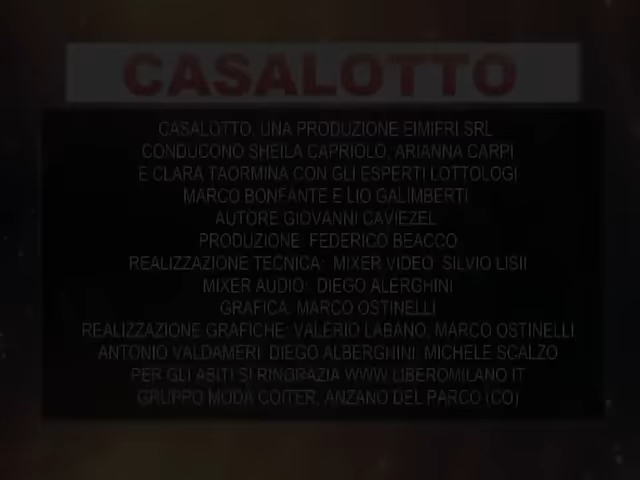 CASALOTTO
CASALOTTO, UNA PRODUZIONE EIMIFRI SRL
CONDUCONO SHEILA CAPRIOLO, ARIANNA CARPI
E CLARA TAORMINA CON GLI ESPERTI LOTTOLOGI
MARCO BONFANTE E LIO GALIMBERTI
AUTORE GIOVANNI CAVIEZEL
PRODUZIONE: FEDERICO BEACCO
REALIZZAZIONE TECNICA: MIXER VIDEO: SILVIO LISII
MIXER AUDIO: DIEGO ALERGHINI
GRAFICA: MARCO OSTINELLI
REALIZZAZIONE GRAFICHE: VALERIO LABANO, MARCO OSTINELLI
ANTONIO VALDAMERI, DIEGO ALBERGHINI, MICHELE SCALZO
PER GLI ABITI SI RINGRAZIA WWW.LIBEROMILANO.IT
GRUPPO MODA COITER, ANZANO DEL PARCO (CO)